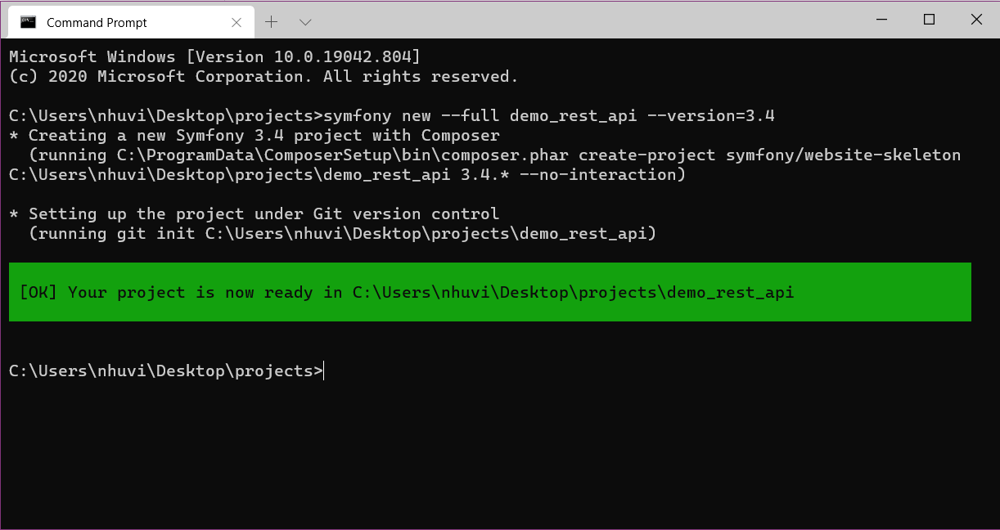 Command Prompt
Microsoft Windows [Version 10.0.19042.804]
(c) 2020 Microsoft Corporation. All rights reserved.
C:\Users\nhuvi\Desktop\projects>symfony new --full demo_rest_api --version=3.4
* Creating a new Symfony 3.4 project with Composer
(running C:\ProgramData\ComposerSetup\bin\composer.phar create-project symfony/website-skeleton
C:\Users\nhuvi\Desktop\projects\demo_rest_api 3.4.* --no-interaction)
* Setting up the project under Git version control
(running git init C:\Users\nhuvi\Desktop\projects\demo_rest_api)
[OK] Your project is now ready in C:\Users\nhuvi\Desktop\projects\demo_rest_api
C:\Users\nhuvi\Desktop\projects>